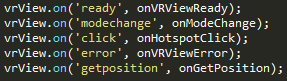 vrView.on('ready', onVRViewReady);
vrView.on('modechange', onModeChange);
vrView.on('click', onHotspotClick);
vrView.on('error', onVRViewError);
vrView.on('getposition', onGetPosition);